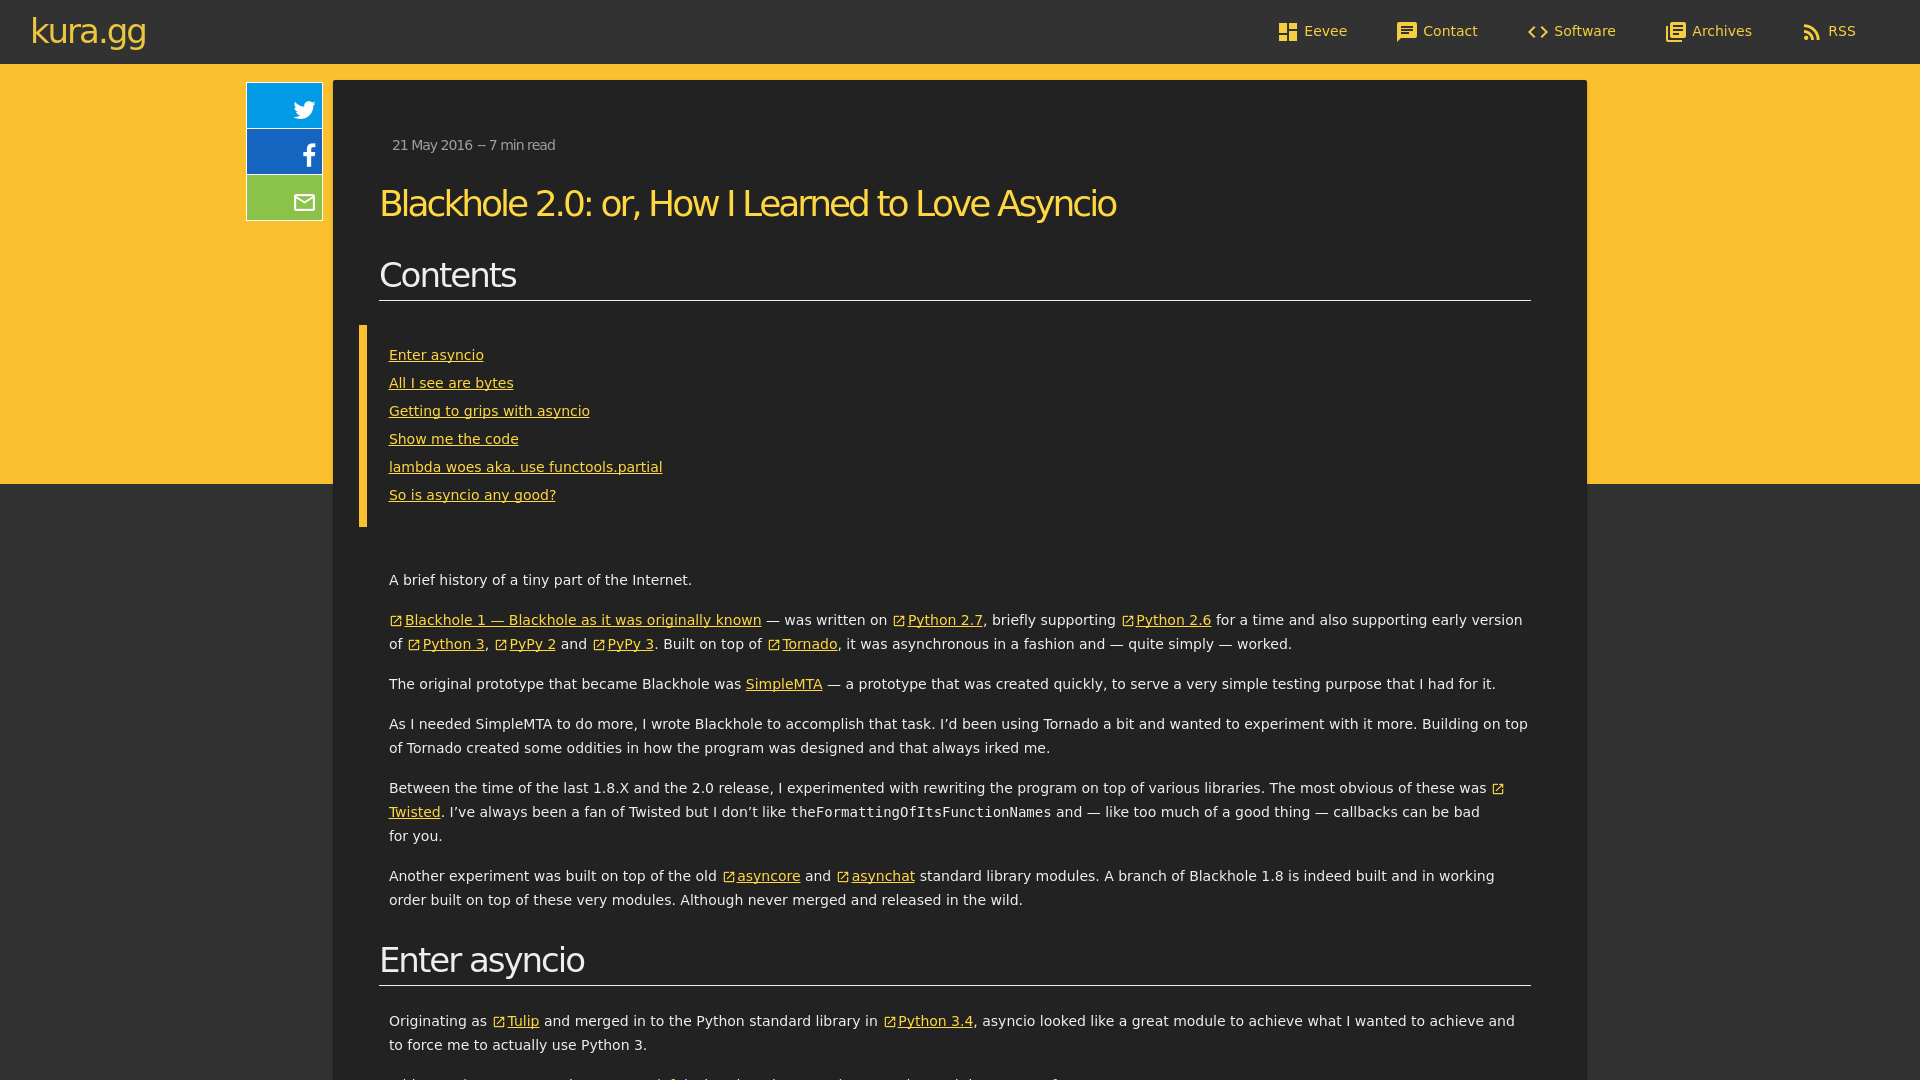 kura.gg
Eevee
Contact
Software
Archives
RSS
21 May 2016 – 7 min read
Blackhole 2.0: or, How I Learned to Love Asyncio
Contents
Enter asyncio
All I see are bytes
Getting to grips with asyncio
Show me the code
lambda woes aka. use functools.partial
So is asyncio any good?
A brief history of a tiny part of the Internet.
Blackhole 1 — Blackhole as it was originally known — was written on Python 2.7, briefly supporting Python 2.6 for a time and also supporting early version
of Python 3, PyPy 2 and PyPy 3. Built on top of Tornado, it was asynchronous in a fashion and — quite simply — worked.
The original prototype that became Blackhole was SimpleMTA — a prototype that was created quickly, to serve a very simple testing purpose that I had for it.
As I needed SimpleMTA to do more, I wrote Blackhole to accomplish that task. I’d been using Tornado a bit and wanted to experiment with it more. Building on top
of Tornado created some oddities in how the program was designed and that always irked me.
Between the time of the last 1.8.X and the 2.0 release, I experimented with rewriting the program on top of various libraries. The most obvious of these was
Twisted. I’ve always been a fan of Twisted but I don’t like theFormattingOfItsFunctionNames and — like too much of a good thing — callbacks can be bad
for you.
Another experiment was built on top of the old asyncore and asynchat standard library modules. A branch of Blackhole 1.8 is indeed built and in working
order built on top of these very modules. Although never merged and released in the wild.
Enter asyncio
Originating as Tulip and merged in to the Python standard library in Python 3.4, asyncio looked like a great module to achieve what I wanted to achieve and
to force me to actually use Python 3.